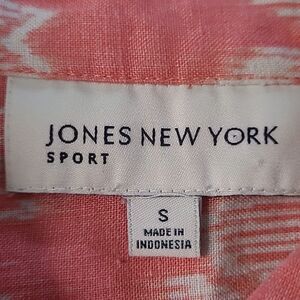 JONES NEW YORK
SPORT
S
MADE IN
INDONESIA